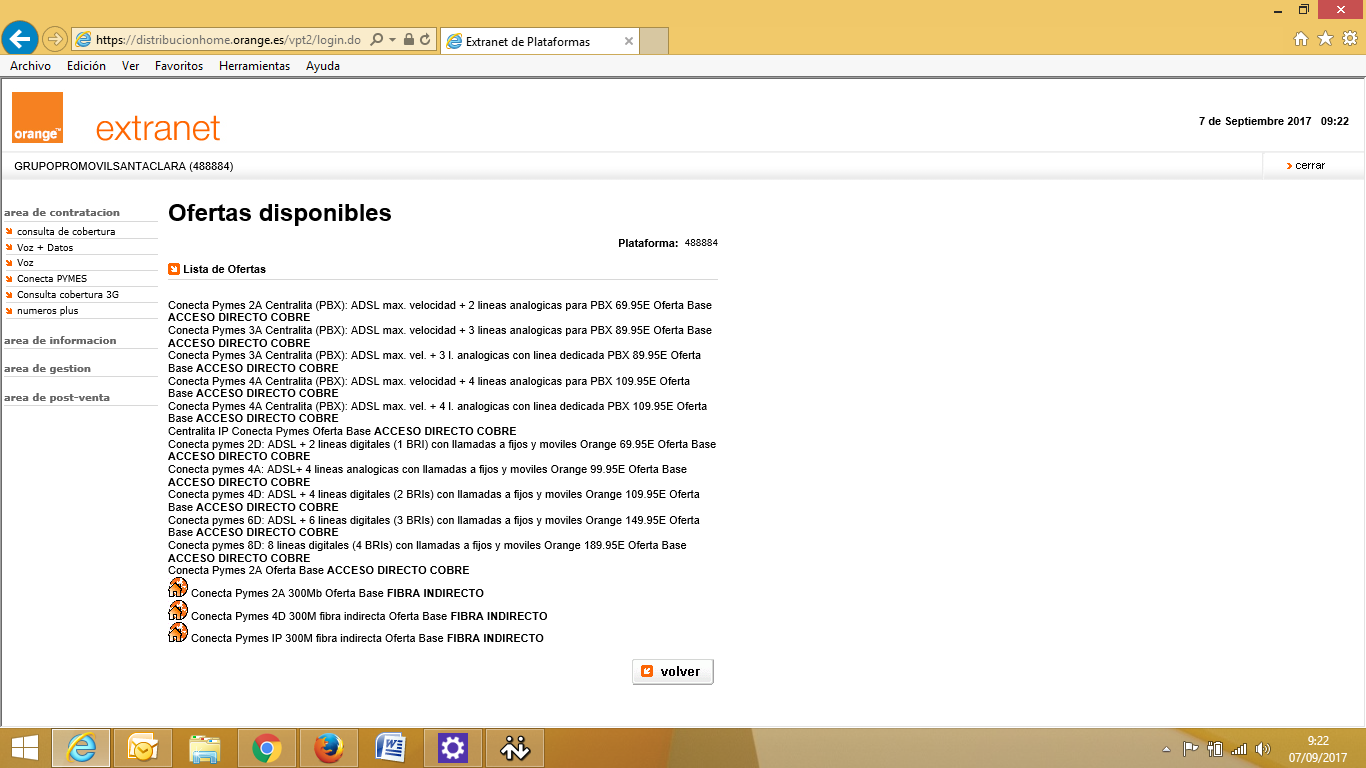 https://distribucionhome.orange.es/vpt2/login.do
Extranet de Plataformas
Archivo Edición Ver Favoritos Herramientas Ayuda
orange™
extranet
7 de Septiembre 2017 09:22
GRUPOPROMOVILSANTACLARA (488884)
cerrar
area de contratacion
consulta de cobertura
Voz + Datos
Voz
Conecta PYMES
Consulta cobertura 3G
numeros plus
area de informacion
area de gestion
area de post-venta
Ofertas disponibles
Plataforma: 488884
Lista de Ofertas
Conecta Pymes 2A Centralita (PBX): ADSL max. velocidad + 2 lineas analogicas para PBX 69.95E Oferta Base
ACCESO DIRECTO COBRE
Conecta Pymes 3A Centralita (PBX): ADSL max. velocidad + 3 lineas analogicas para PBX 89.95E Oferta Base
ACCESO DIRECTO COBRE
Conecta Pymes 3A Centralita (PBX): ADSL max. vel. + 3 l. analogicas con linea dedicada PBX 89.95E Oferta
Base ACCESO DIRECTO COBRE
Conecta Pymes 4A Centralita (PBX): ADSL max. velocidad + 4 lineas analogicas para PBX 109.95E Oferta
Base ACCESO DIRECTO COBRE
Conecta Pymes 4A Centralita (PBX): ADSL max. vel. + 4 l. analogicas con linea dedicada PBX 109.95E Oferta
Base ACCESO DIRECTO COBRE
Centralita IP Conecta Pymes Oferta Base ACCESO DIRECTO COBRE
Conecta pymes 2D: ADSL + 2 lineas digitales (1 BRI) con llamadas a fijos y moviles Orange 69.95E Oferta Base
ACCESO DIRECTO COBRE
Conecta pymes 4A: ADSL+ 4 lineas analogicas con llamadas a fijos y moviles Orange 99.95E Oferta Base
ACCESO DIRECTO COBRE
Conecta pymes 4D: ADSL + 4 lineas digitales (2 BRIs) con llamadas a fijos y moviles Orange 109.95E Oferta
Base ACCESO DIRECTO COBRE
Conecta pymes 6D: ADSL + 6 lineas digitales (3 BRIs) con llamadas a fijos y moviles Orange 149.95E Oferta
Base ACCESO DIRECTO COBRE
Conecta pymes 8D: 8 lineas digitales (4 BRIs) con llamadas a fijos y moviles Orange 189.95E Oferta Base
ACCESO DIRECTO COBRE
Conecta Pymes 2A Oferta Base ACCESO DIRECTO COBRE
Conecta Pymes 2A 300Mb Oferta Base FIBRA INDIRECTO
Conecta Pymes 4D 300M fibra indirecta Oferta Base FIBRA INDIRECTO
Conecta Pymes IP 300M fibra indirecta Oferta Base FIBRA INDIRECTO
volver
9:22
07/09/2017